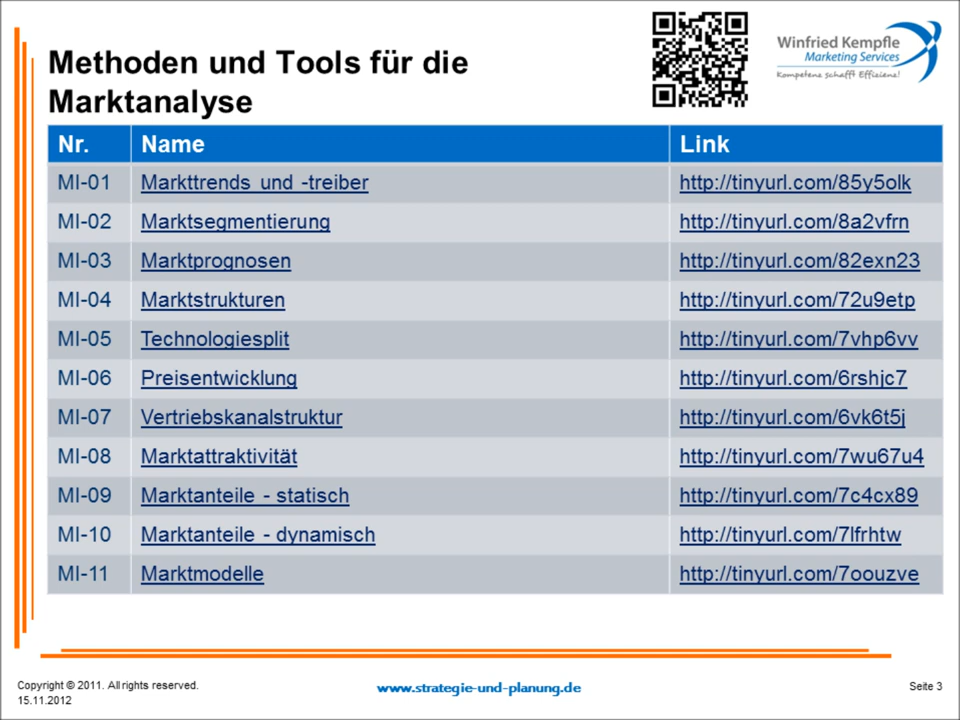 Methoden und Tools für die
Marktanalyse
Winfried Kempfle
Marketing Services
Kompetenz schafft Effizienz!
Nr. Name Link
MI-01 Markttrends und -treiber http://tinyurl.com/85y5olk
MI-02 Marktsegmentierung http://tinyurl.com/8a2vfrn
MI-03 Marktprognosen http://tinyurl.com/82exn23
MI-04 Marktstrukturen http://tinyurl.com/72u9etp
MI-05 Technologiesplit http://tinyurl.com/7vhp6vv
MI-06 Preisentwicklung http://tinyurl.com/6rshjc7
MI-07 Vertriebskanalstruktur http://tinyurl.com/6vk6t5j
MI-08 Marktattraktivität http://tinyurl.com/7wu67u4
MI-09 Marktanteile - statisch http://tinyurl.com/7c4cx89
MI-10 Marktanteile - dynamisch http://tinyurl.com/7lfrhtw
MI-11 Marktmodelle http://tinyurl.com/7oouzve
Copyright © 2011. All rights reserved.
15.11.2012
www.strategie-und-planung.de
Seite 3